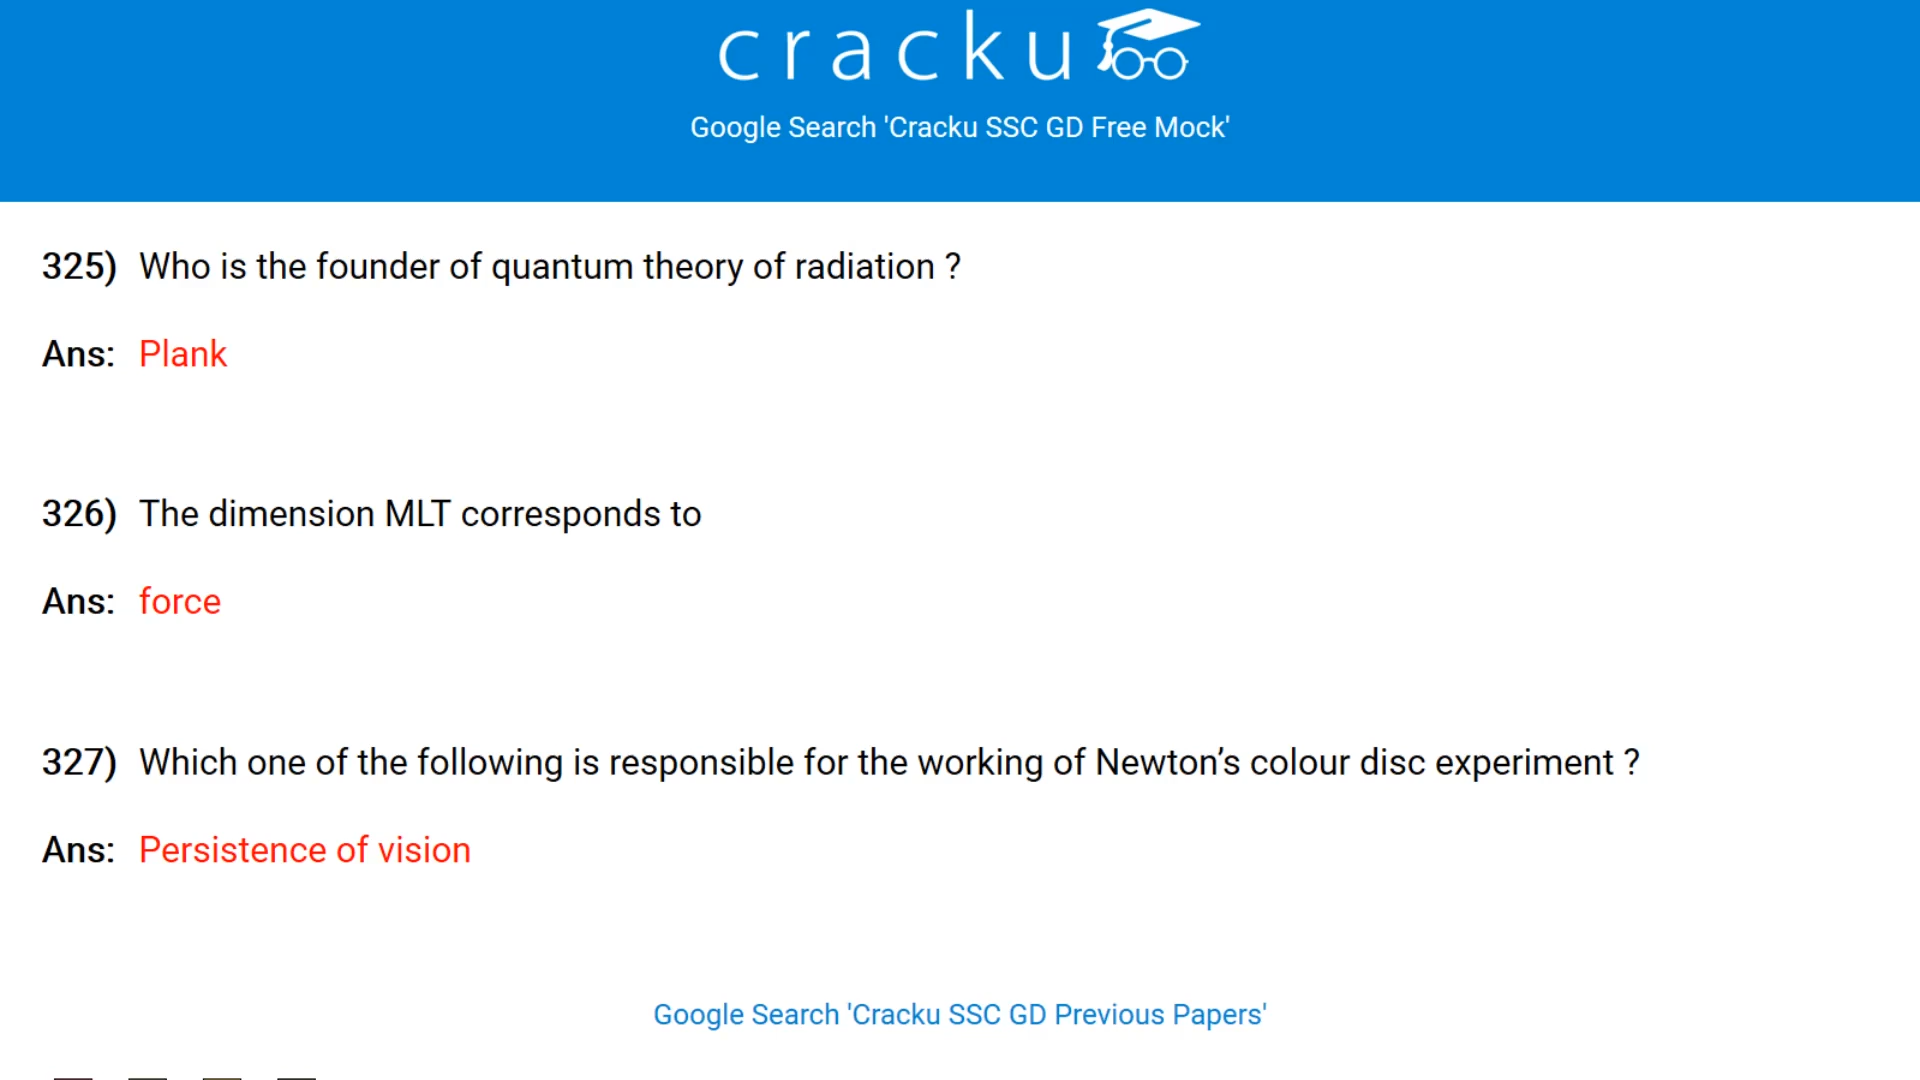 cracku
Google Search 'Cracku SSC GD Free Mock'
325) Who is the founder of quantum theory of radiation ?
Ans: Plank
326) The dimension MLT corresponds to
Ans: force
327) Which one of the following is responsible for the working of Newton’s colour disc experiment ?
Ans: Persistence of vision
Google Search 'Cracku SSC GD Previous Papers'